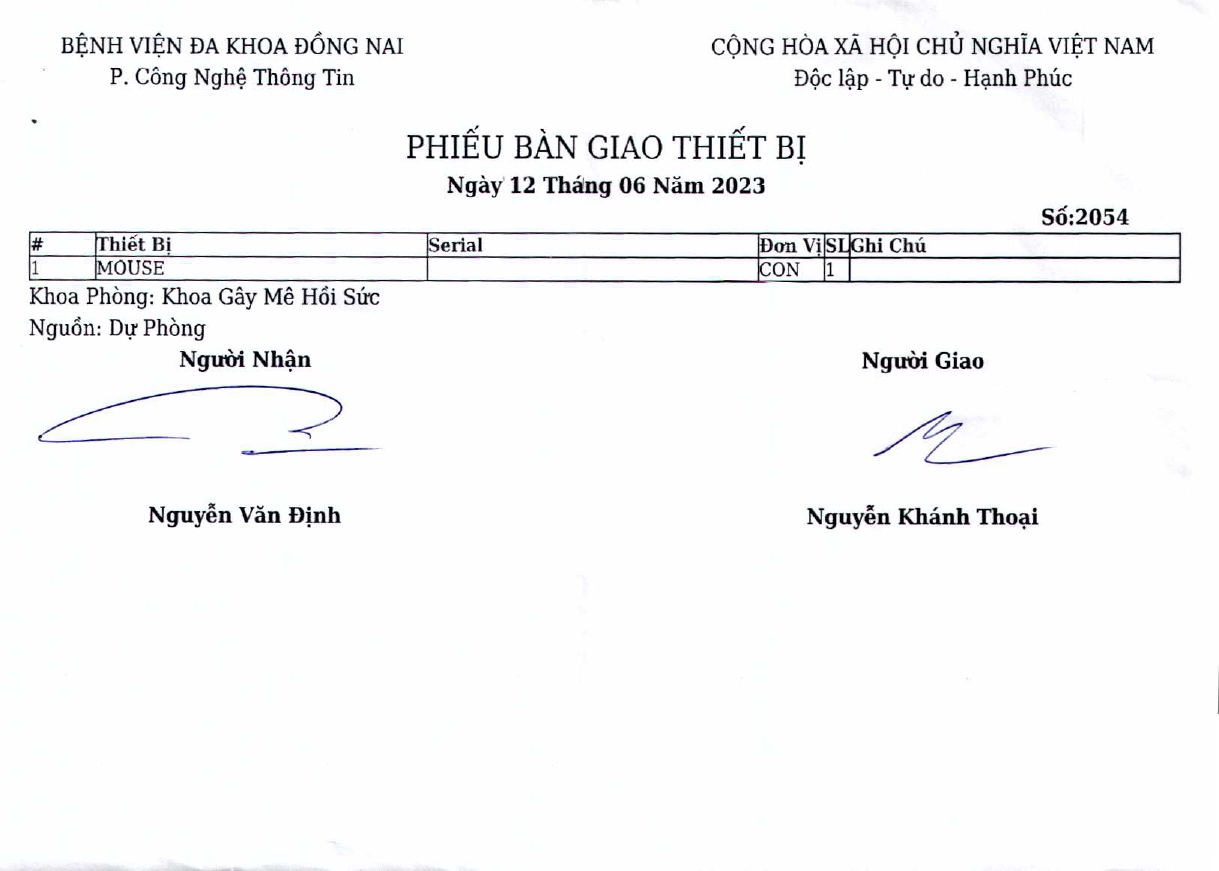 BỆNH VIỆN ĐA KHOA ĐỒNG NAI
P. Công Nghệ Thông Tin
CỘNG HÒA XÃ HỘI CHỦ NGHĨA VIỆT NAM
Độc lập - Tự do - Hạnh Phúc
PHIẾU BÀN GIAO THIẾT BỊ
Ngày 12 Tháng 06 Năm 2023
Số:2054
# Thiết Bị Serial Đơn Vị SL Ghi Chú
1 MOUSE CON 1
Khoa Phòng: Khoa Gây Mê Hồi Sức
Nguồn: Dự Phòng
Người Nhận Người Giao
Nguyễn Văn Định Nguyễn Khánh Thoại